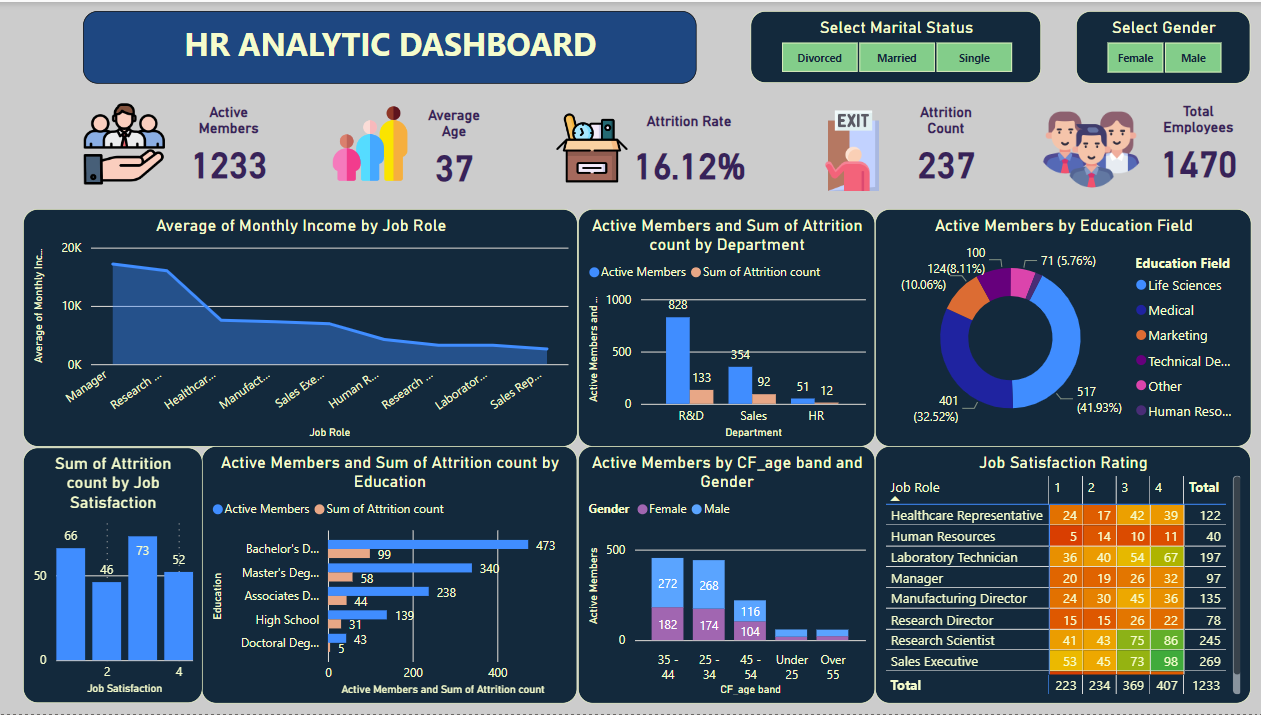 HR ANALYTIC DASHBOARD
Select Marital Status
Divorced Married Single
Select Gender
Female Male
Active
Members
1233
Average
Age
37
Attrition Rate
16.12%
EXIT
Attrition
Count
237
Total
Employees
1470
Average of Monthly Income by Job Role
Average of Monthly Inc...
20K
10K
0K
Manager
Research ...
Healthcar...
Manufact...
Sales Exe...
Human R...
Research ...
Laborator...
Sales Rep...
Job Role
Active Members and Sum of Attrition
count by Department
Active Members Sum of Attrition count
Active Members and ...
1000
500
0
828
133
354
92
51
12
R&D Sales HR
Department
Active Members by Education Field
100
(8.11%)
71 (5.76%)
124
(10.06%)
401
(32.52%)
517
(41.93%)
Education Field
Life Sciences
Medical
Marketing
Technical De...
Other
Human Reso...
Sum of Attrition
count by Job
Satisfaction
66
46
73
52
50
0
2 4
Job Satisfaction
Active Members and Sum of Attrition count by
Education
Active Members Sum of Attrition count
Education
Bachelor's D... 473
99
Master's Deg... 340
58
Associates D... 238
44
High School 139
31
Doctoral Deg... 43
5
0 200 400
Active Members and Sum of Attrition count
Active Members by CF_age band and
Gender
Gender Female Male
Active Members
500
0
272 268 116
182 174 104
35 -
44
25 -
34
45 -
54
Under
25
Over
55
CF_age band
Job Satisfaction Rating
Job Role 1 2 3 4 Total
Healthcare Representative 24 17 42 39 122
Human Resources 5 14 10 11 40
Laboratory Technician 36 40 54 67 197
Manager 20 19 26 32 97
Manufacturing Director 24 30 45 36 135
Research Director 15 15 26 22 78
Research Scientist 41 43 75 86 245
Sales Executive 53 45 73 98 269
Total 223 234 369 407 1233